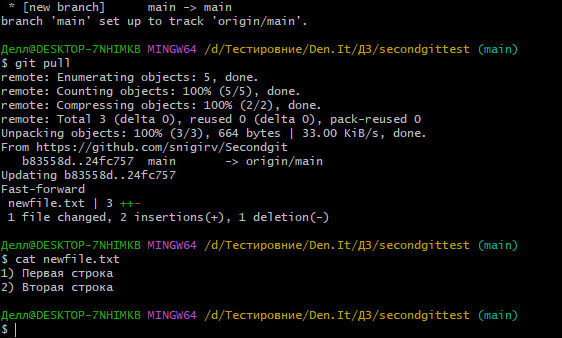 * [new branch]      main -> main
branch 'main' set up to track 'origin/main'.
Делл@DESKTOP-7NHIMKB MINGW64 /d/Тестировние/Den.It/ДЗ/secondgittest (main)
$ git pull
remote: Enumerating objects: 5, done.
remote: Counting objects: 100% (5/5), done.
remote: Compressing objects: 100% (2/2), done.
remote: Total 3 (delta 0), reused 0 (delta 0), pack-reused 0
Unpacking objects: 100% (3/3), 664 bytes | 33.00 KiB/s, done.
From https://github.com/snigirv/Secondgit
   b83558d..24fc757  main       -> origin/main
Updating b83558d..24fc757
Fast-forward
 newfile.txt | 3 ++-
 1 file changed, 2 insertions(+), 1 deletion(-)
Делл@DESKTOP-7NHIMKB MINGW64 /d/Тестировние/Den.It/ДЗ/secondgittest (main)
$ cat newfile.txt
1) Первая строка
2) Вторая строка
Делл@DESKTOP-7NHIMKB MINGW64 /d/Тестировние/Den.It/ДЗ/secondgittest (main)
$